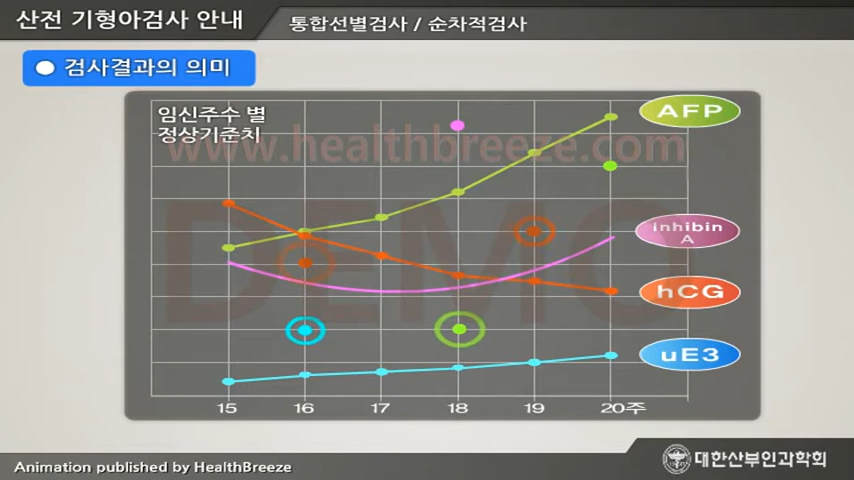 산전 기형아검사 안내
통합선별검사 / 순차적검사
검사결과의 의미
임신주수 별
정상기준치
www.healthbreeze.com
DEMO
AFP
inhibin
A
hCG
uE3
15 16 17 18 19 20주
대한산부인과학회
Animation published by HealthBreeze